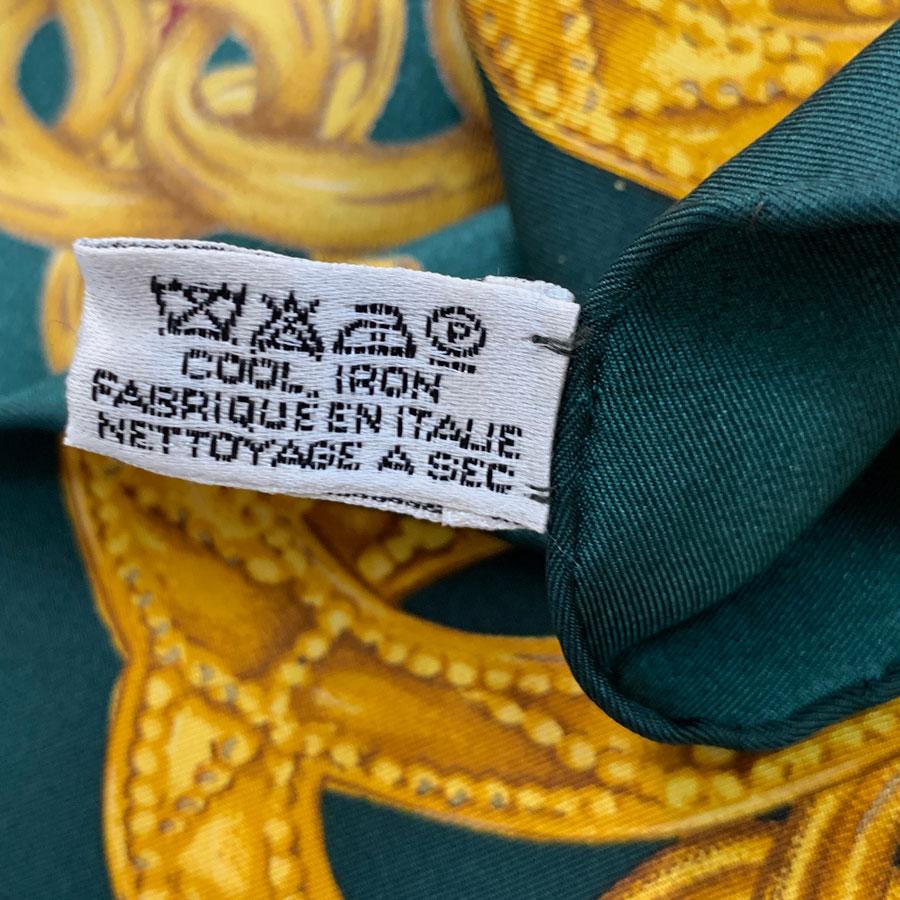 P
COOL, IRON
FABRIQUE EN ITALIE
NETTOYAGE A SEC